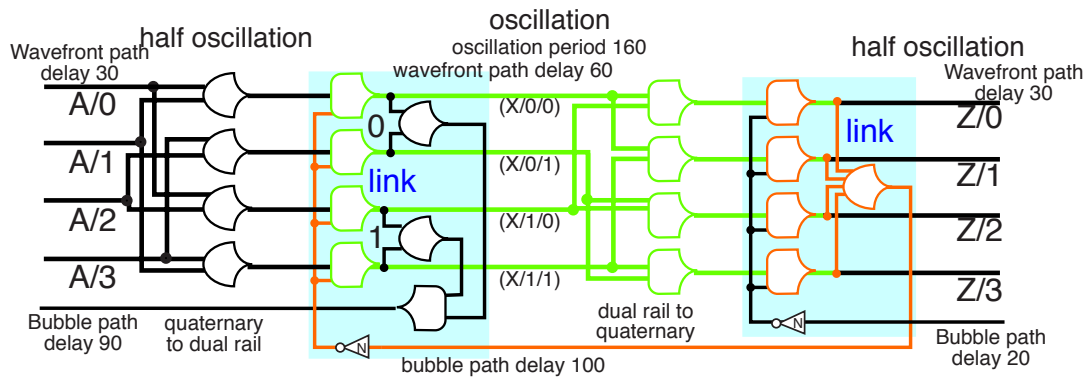 oscillation
half oscillation
oscillation period 160
half oscillation
Wavefront path
delay 30
wavefront path delay 60
Wavefront path
delay 30
A/0
(X/0/0)
Z/0
0
link
A/1
(X/0/1)
Z/1
link
A/2
(X/1/0)
Z/2
1
A/3
(X/1/1)
Z/3
Bubble path
delay 90
quaternary
to dual rail
dual rail to
quaternary
N
N
Bubble path
delay 20
bubble path delay 100